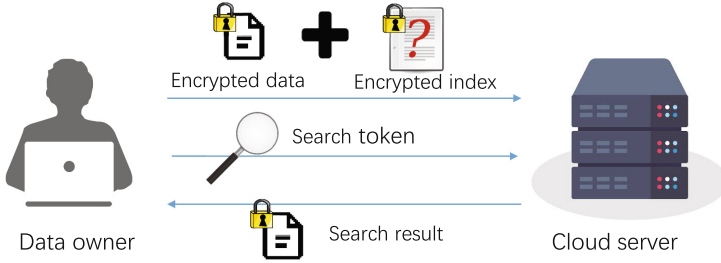 Encrypted data
Encrypted index
Search token
Search result
Data owner
Cloud server